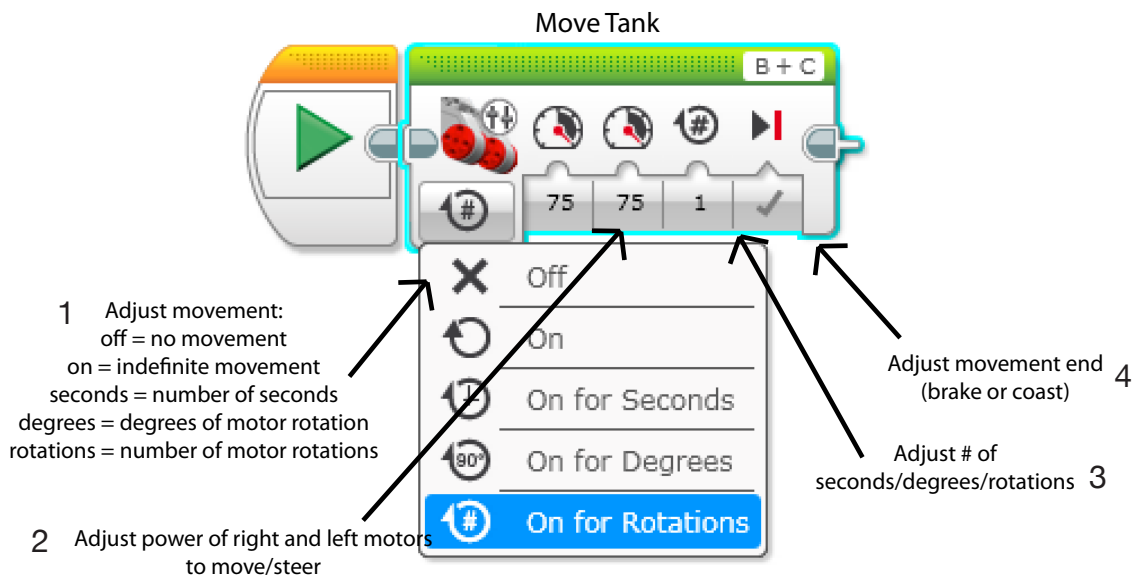 Move Tank
B + C
#
75 75 1
#
Off
On
On for Seconds
90° On for Degrees
# On for Rotations
1 Adjust movement:
off = no movement
on = indefinite movement
seconds = number of seconds
degrees = degrees of motor rotation
rotations = number of motor rotations
2 Adjust power of right and left motors
to move/steer
Adjust # of
seconds/degrees/rotations 3
Adjust movement end 4
(brake or coast)